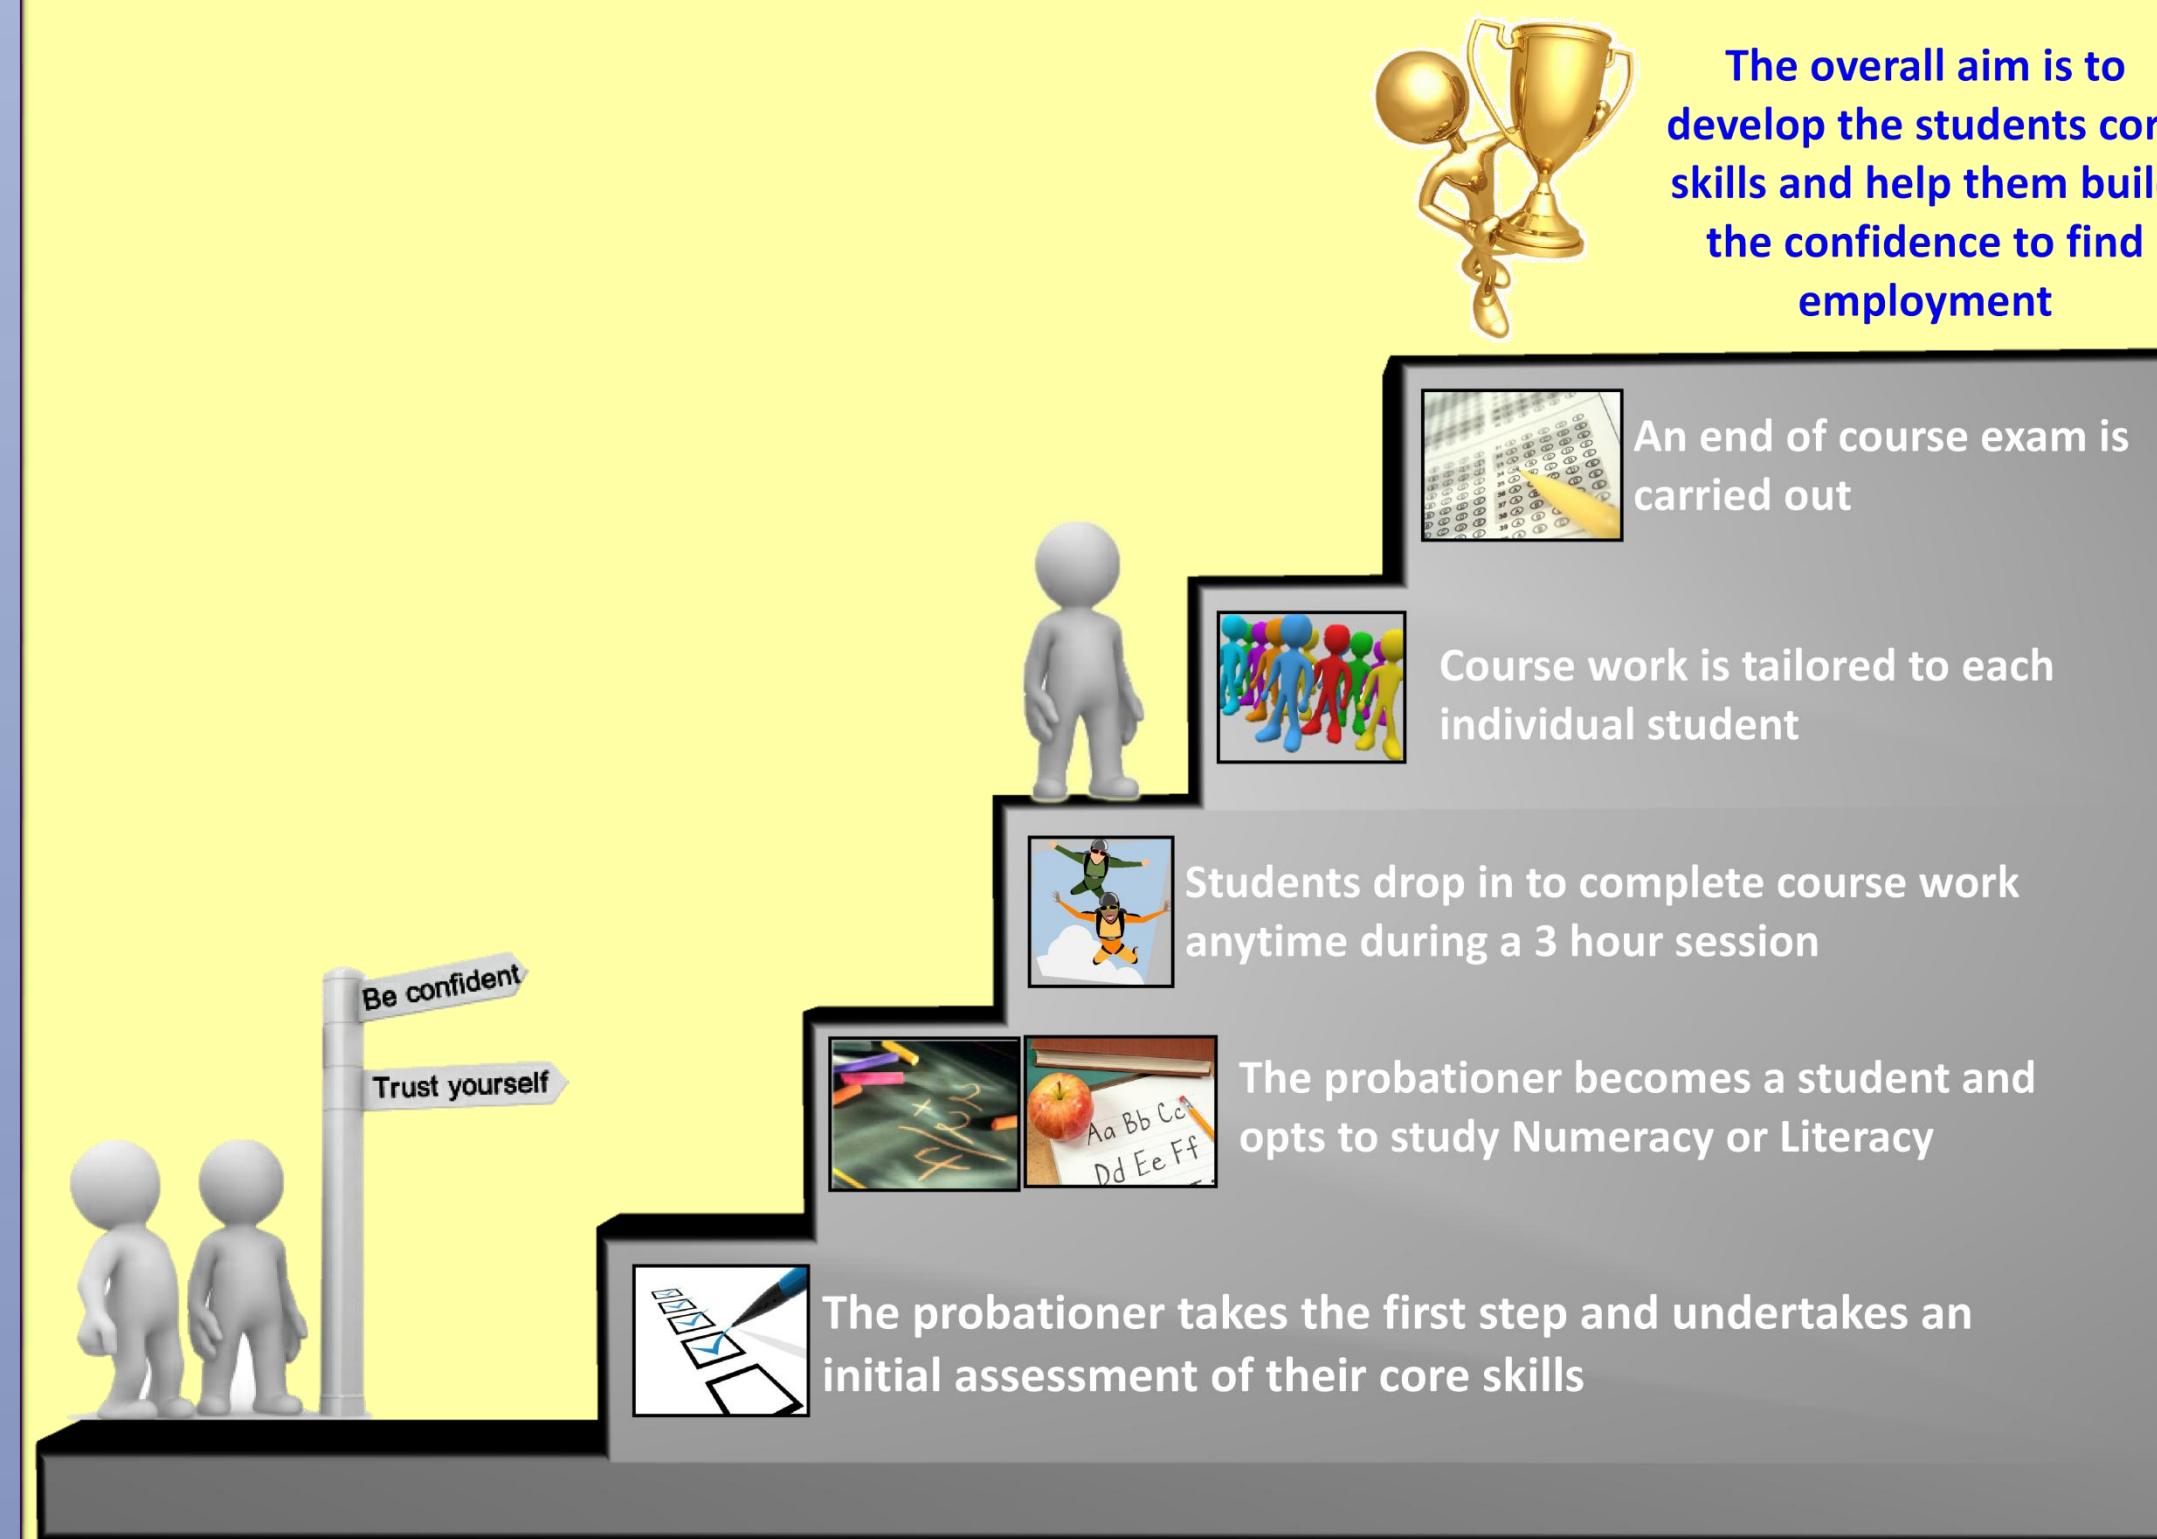 The overall aim is to
develop the students
skills and help them
the confidence to find
employment
An end of course exam is
carried out
Course work is tailored to each
individual student
Students drop in to complete course work
anytime during a 3 hour session
Be confident
Trust yourself
The probationer becomes a student and
opts to study Numeracy or Literacy
Aa Bb Cc
Dd Ee Ff
The probationer takes the first step and undertakes an
initial assessment of their core skills